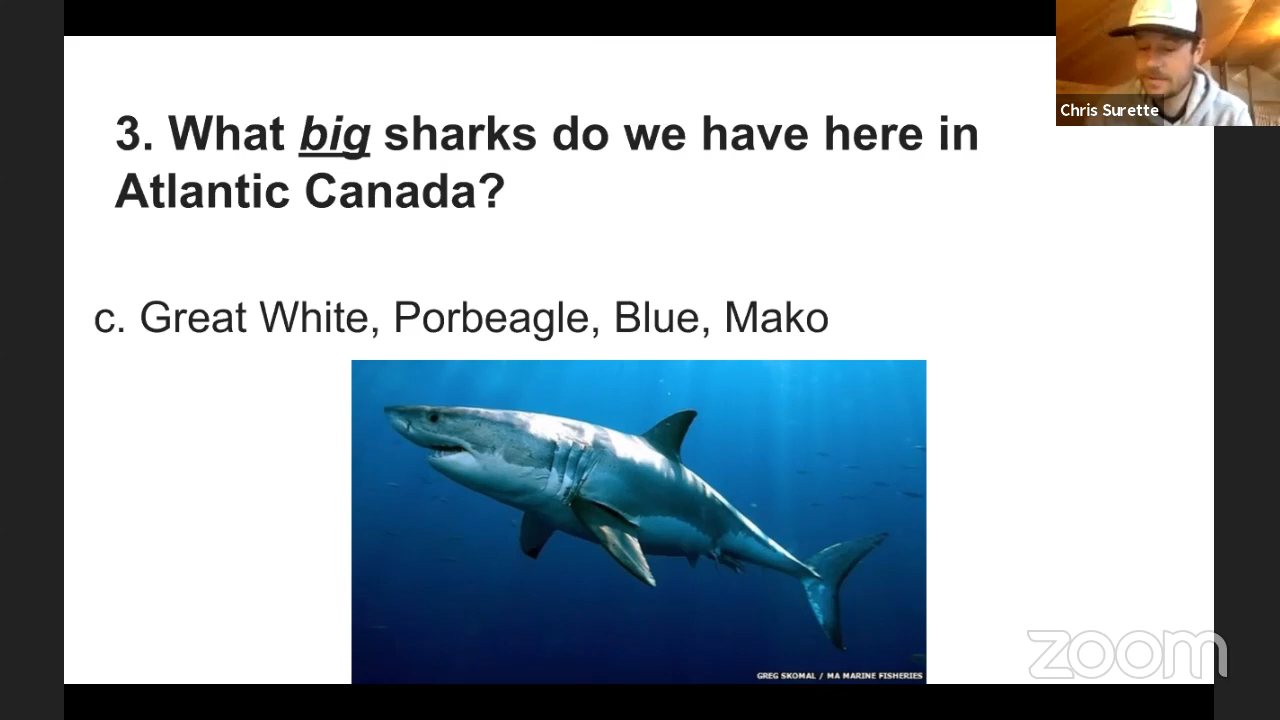 Chris Surette
3. What big sharks do we have here in
Atlantic Canada?
c. Great White, Porbeagle, Blue, Mako
GREG SKOMAL / MA MARINE FISHERIES
zoom